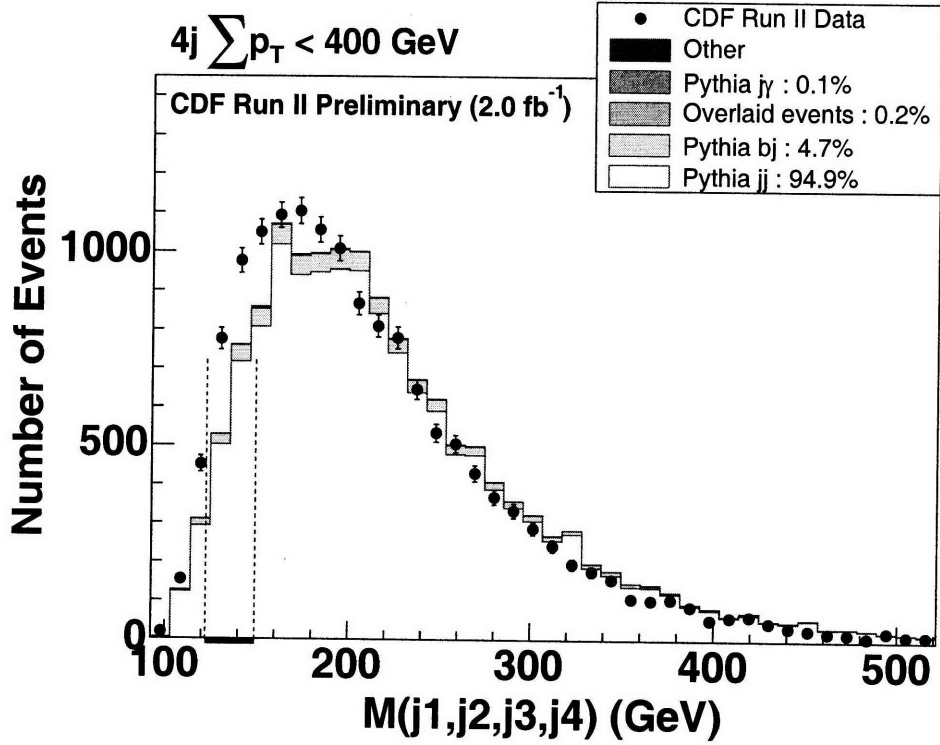 4j ∑p_T < 400 GeV
CDF Run II Preliminary (2.0 fb⁻¹)
CDF Run II Data
Other
Pythia jγ : 0.1%
Overlaid events : 0.2%
Pythia bj : 4.7%
Pythia jj : 94.9%
Number of Events
1000
500
0
100 200 300 400 500
M(j1,j2,j3,j4) (GeV)